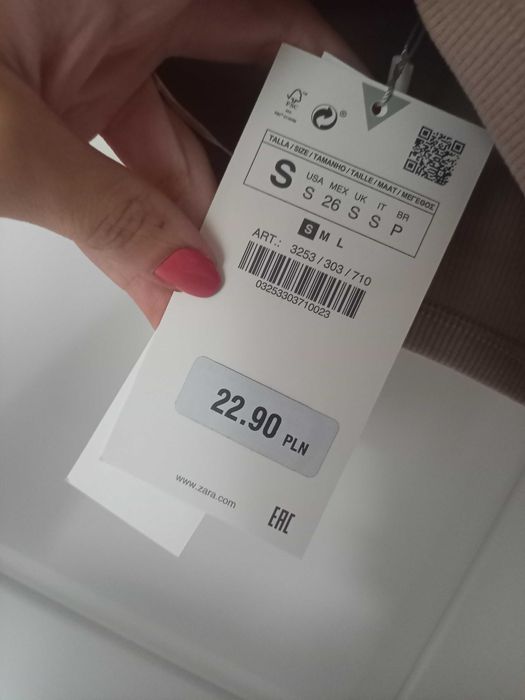 FSC
TALLA / SIZE / TAMANHO / TAILLE / MAAT / ΜΕΓΕΘΟΣ
S
USA MEX UK IT BR
S 26 S S P
S M L
ART.: 3253 / 303 / 710
03253303710023
22.90 PLN
www.zara.com
EAC